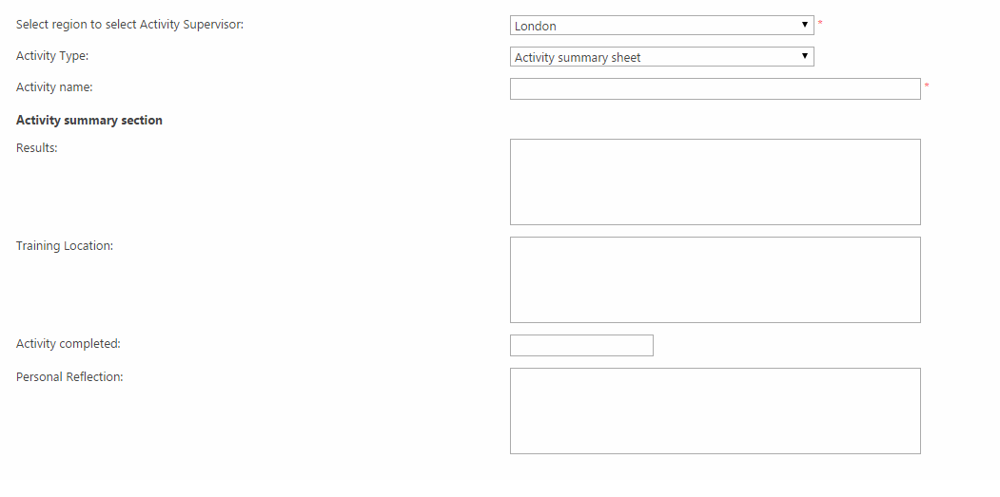 Select region to select Activity Supervisor: London *
Activity Type: Activity summary sheet
Activity name: *
Activity summary section
Results:
Training Location:
Activity completed:
Personal Reflection: